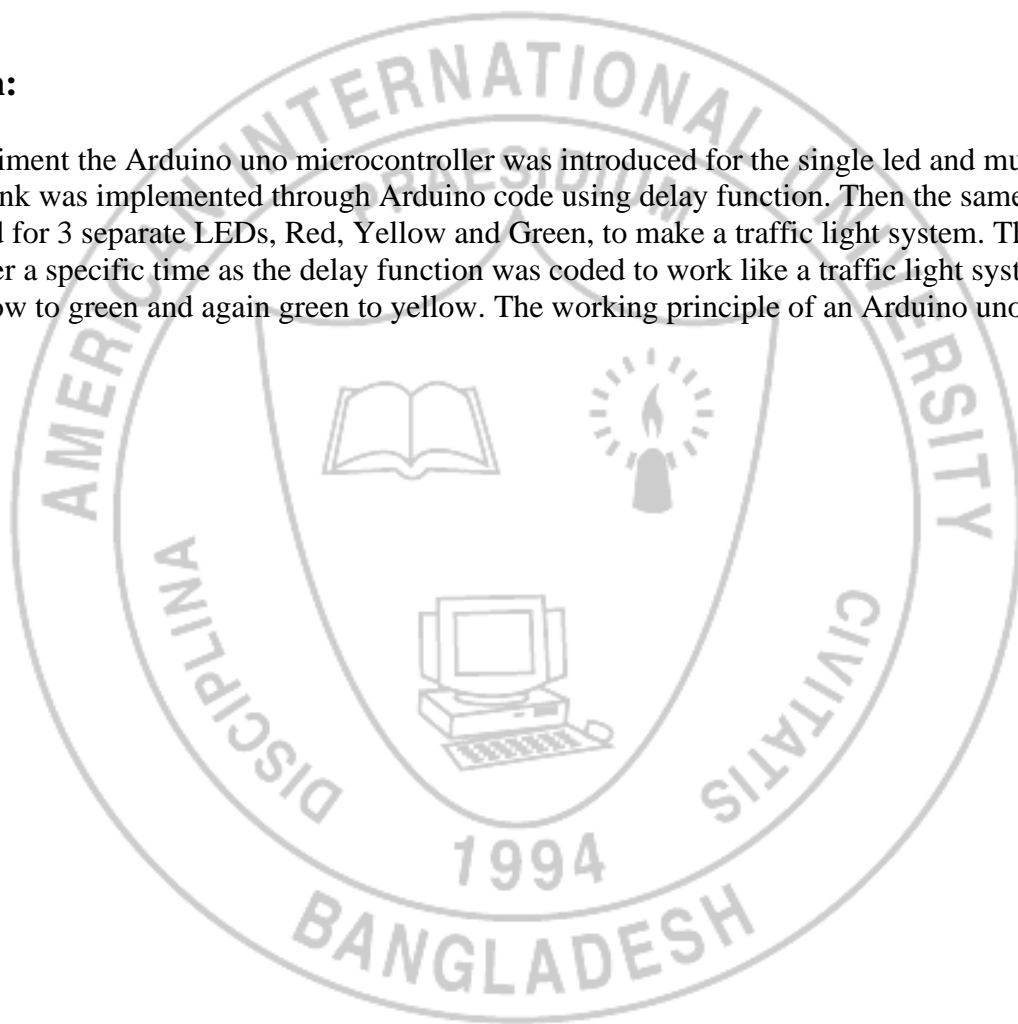 n:
iment the Arduino uno microcontroller was introduced for the single led and mu
nk was implemented through Arduino code using delay function. Then the same
d for 3 separate LEDs, Red, Yellow and Green, to make a traffic light system. Th
er a specific time as the delay function was coded to work like a traffic light syst
ow to green and again green to yellow. The working principle of an Arduino uno
AMERICAN INTERNATIONAL UNIVERSITY
PRAESIDIUM
DISCIPLINA
CIVITATIS
1994
BANGLADESH